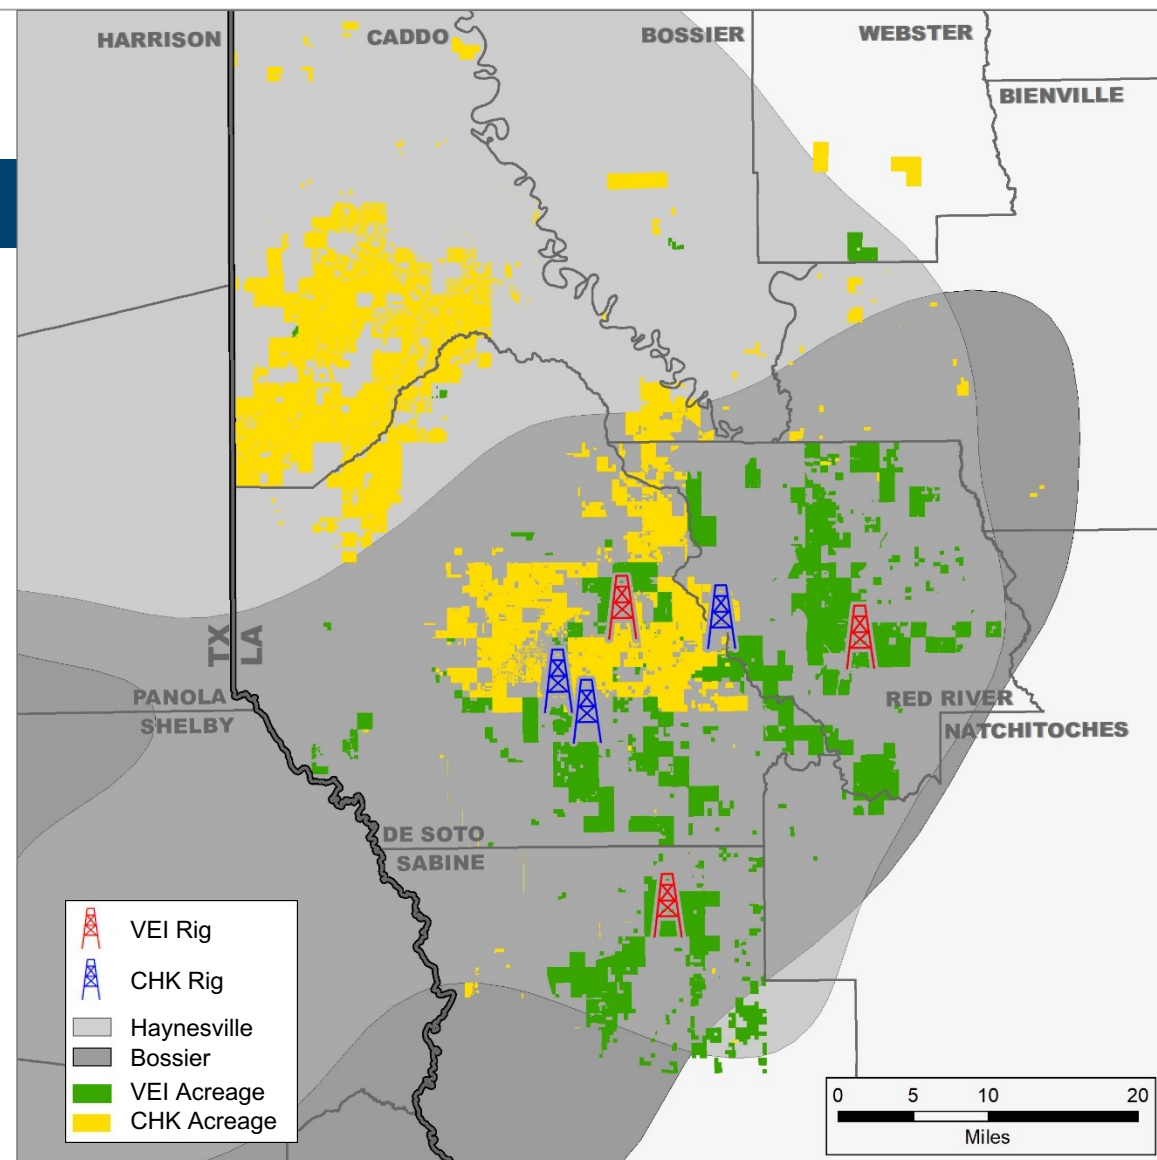 HARRISON
CADDO
BOSSIER
WEBSTER
BIENVILLE
TX
LA
PANOLA
SHELBY
RED RIVER
NATCHITOCHES
DE SOTO
SABINE
VEI Rig
CHK Rig
Haynesville
Bossier
VEI Acreage
CHK Acreage
0 5 10 20
Miles